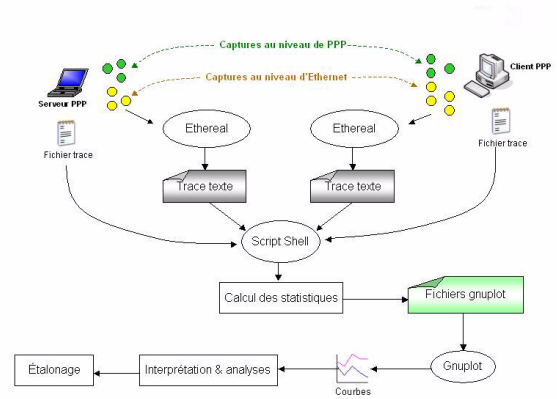 Captures au niveau de PPP
Client PPP
Captures au niveau d'Ethernet
Serveur PPP
Ethereal
Ethereal
Fichier trace
Fichier trace
Trace texte
Trace texte
Script Shell
Calcul des statistiques
Fichiers gnuplot
Gnuplot
Étalonage
Interprétation & analyses
Courbes